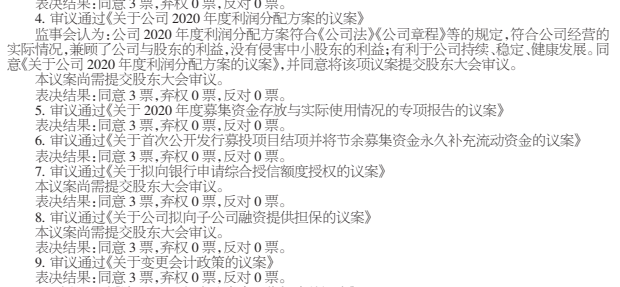 表决结果:同意 3 票,弃权 0 票,反对 0 票。
4. 审议通过《关于公司 2020 年度利润分配方案的议案》
监事会认为:公司 2020 年度利润分配方案符合《公司法》《公司章程》等的规定,符合公司经营的
实际情况,兼顾了公司与股东的利益,没有侵害中小股东的利益;有利于公司持续、稳定、健康发展。同
意《关于公司 2020 年度利润分配方案的议案》,并同意将该项议案提交股东大会审议。
本议案尚需提交股东大会审议。
表决结果:同意 3 票,弃权 0 票,反对 0 票。
5. 审议通过《关于 2020 年度募集资金存放与实际使用情况的专项报告的议案》
表决结果:同意 3 票,弃权 0 票,反对 0 票。
6. 审议通过《关于首次公开发行募投项目结项并将节余募集资金永久补充流动资金的议案》
表决结果:同意 3 票,弃权 0 票,反对 0 票。
7. 审议通过《关于拟向银行申请综合授信额度授权的议案》
本议案尚需提交股东大会审议。
表决结果:同意 3 票,弃权 0 票,反对 0 票。
8. 审议通过《关于公司拟向子公司融资提供担保的议案》
本议案尚需提交股东大会审议。
表决结果:同意 3 票,弃权 0 票,反对 0 票。
9. 审议通过《关于变更会计政策的议案》
表决结果:同意 3 票,弃权 0 票,反对 0 票。